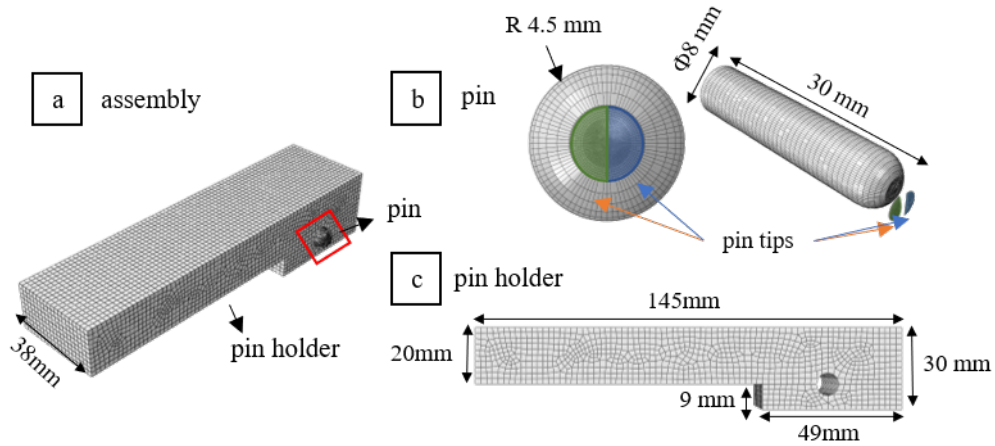 a assembly
38mm
pin holder
pin
b pin
R 4.5 mm
Φ8 mm
30 mm
pin tips
c pin holder
145mm
20mm
30 mm
9 mm
49mm